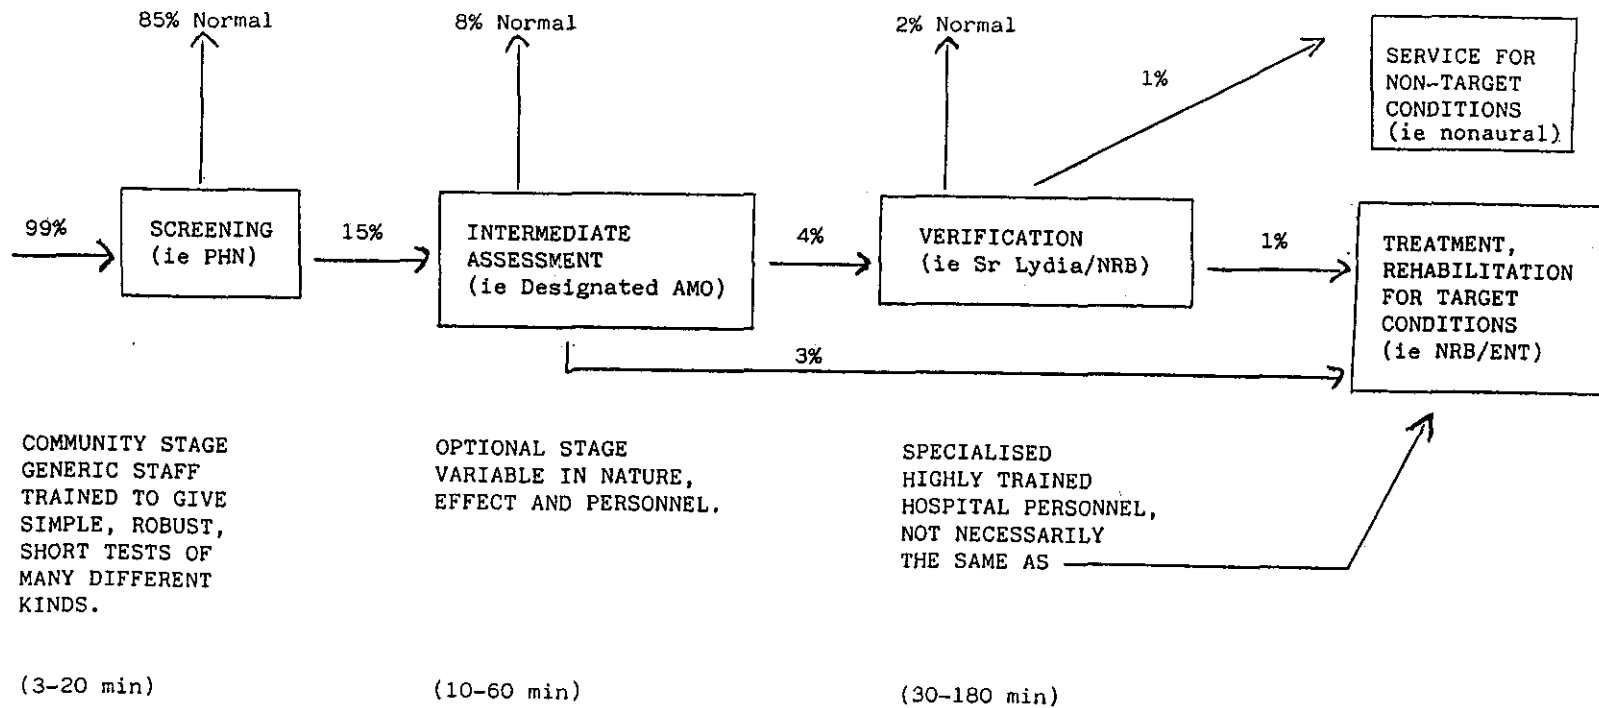 85% Normal
8% Normal
2% Normal
1%
SERVICE FOR
NON-TARGET
CONDITIONS
(ie nonaural)
99%
SCREENING
(ie PHN)
15%
INTERMEDIATE
ASSESSMENT
(ie Designated AMO)
4%
VERIFICATION
(ie Sr Lydia/NRB)
1%
TREATMENT,
REHABILITATION
FOR TARGET
CONDITIONS
(ie NRB/ENT)
3%
COMMUNITY STAGE
GENERIC STAFF
TRAINED TO GIVE
SIMPLE, ROBUST,
SHORT TESTS OF
MANY DIFFERENT
KINDS.
OPTIONAL STAGE
VARIABLE IN NATURE,
EFFECT AND PERSONNEL.
SPECIALISED
HIGHLY TRAINED
HOSPITAL PERSONNEL,
NOT NECESSARILY
THE SAME AS
(3-20 min)
(10-60 min)
(30-180 min)